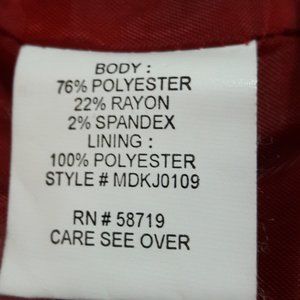 BODY :
76% POLYESTER
22% RAYON
2% SPANDEX
LINING :
100% POLYESTER
STYLE # MDKJ0109
RN # 58719
CARE SEE OVER